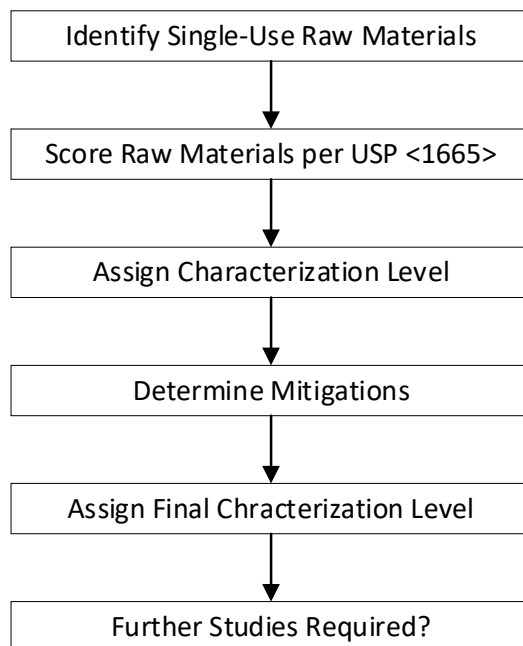 Identify Single-Use Raw Materials
Score Raw Materials per USP <1665>
Assign Characterization Level
Determine Mitigations
Assign Final Chracterization Level
Further Studies Required?